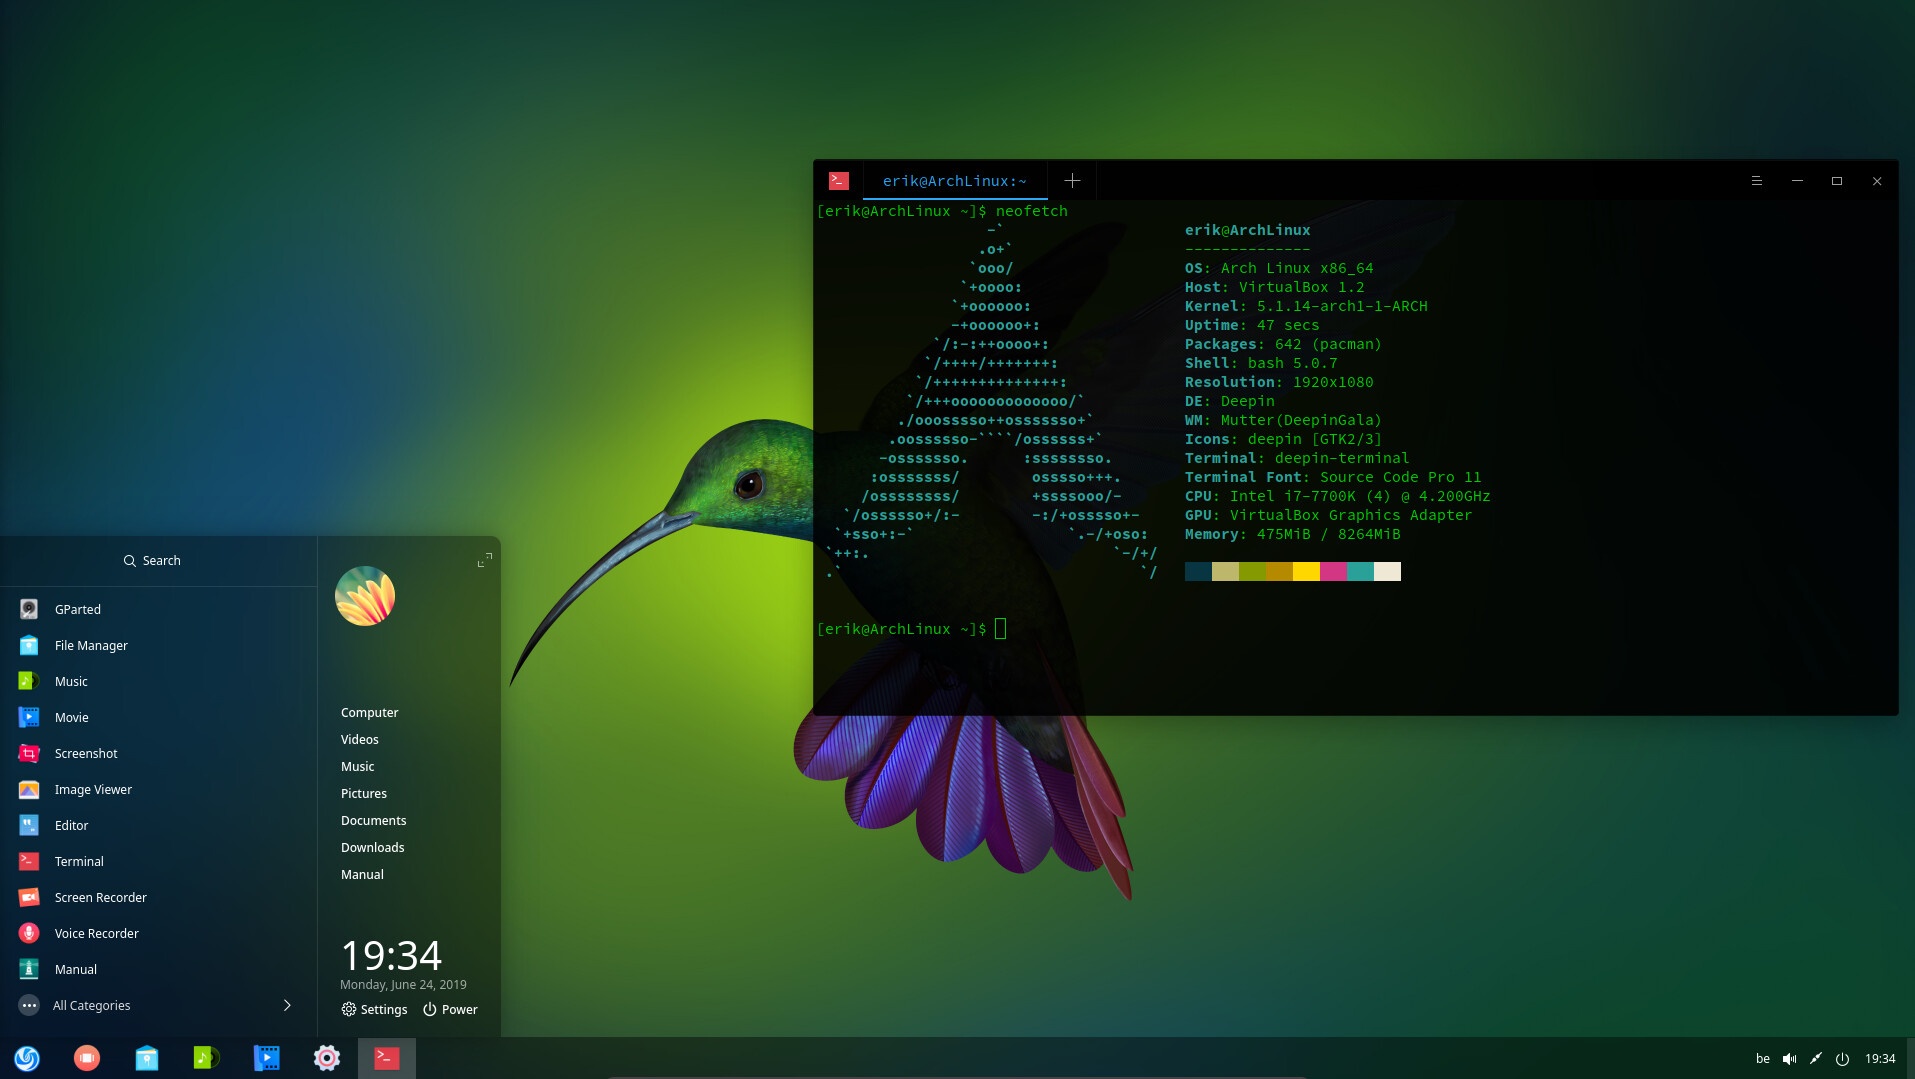 erik@ArchLinux:~
[erik@ArchLinux ~]$ neofetch
                   -`
                  .o+`
                 `ooo/
                `+oooo:
               `+oooooo:
               -+oooooo+:
             `/:-:++oooo+:
            `/++++/+++++++:
           `/++++++++++++++:
          `/+++ooooooooooooo/`
         ./ooosssso++osssssso+`
        .oossssso-````/ossssss+`
       -osssssso.      :ssssssso.
      :osssssss/        osssso+++.
     /ossssssss/        +ssssooo/-
   `/ossssso+/:-        -:/+osssso+-
  `+sso+:-`                 `.-/+oso:
 `++:.                           `-/+/
 .`                                 `/
erik@ArchLinux
--------------
OS: Arch Linux x86_64
Host: VirtualBox 1.2
Kernel: 5.1.14-arch1-1-ARCH
Uptime: 47 secs
Packages: 642 (pacman)
Shell: bash 5.0.7
Resolution: 1920x1080
DE: Deepin
WM: Mutter(DeepinGala)
Icons: deepin [GTK2/3]
Terminal: deepin-terminal
Terminal Font: Source Code Pro 11
CPU: Intel i7-7700K (4) @ 4.200GHz
GPU: VirtualBox Graphics Adapter
Memory: 475MiB / 8264MiB
[erik@ArchLinux ~]$
Search
GParted
File Manager
Music
Movie
Screenshot
Image Viewer
Editor
Terminal
Screen Recorder
Voice Recorder
Manual
All Categories
Computer
Videos
Music
Pictures
Documents
Downloads
Manual
19:34
Monday, June 24, 2019
Settings Power
be 19:34